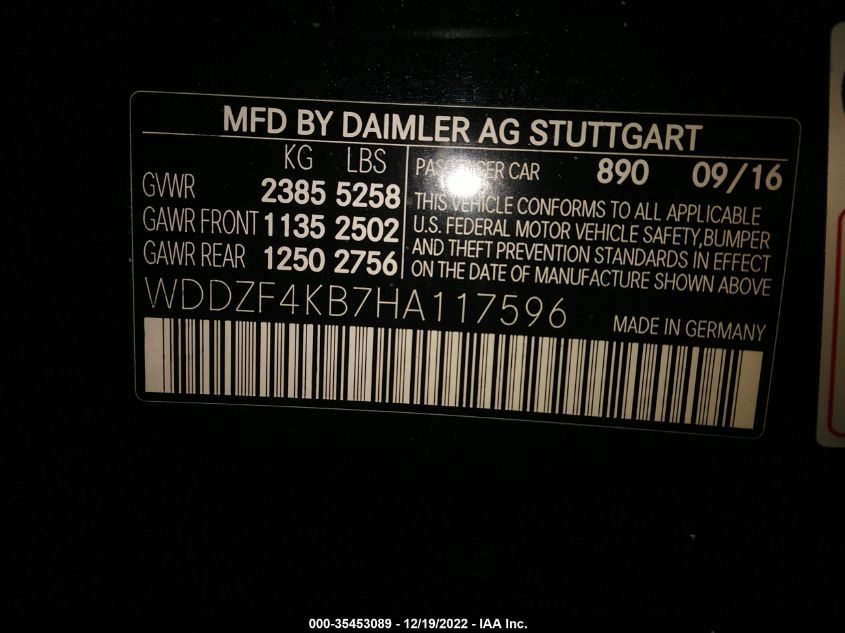 MFD BY DAIMLER AG STUTTGART
KG LBS
GVWR 2385 5258
GAWR FRONT 1135 2502
GAWR REAR 1250 2756
PASSENGER CAR 890 09/16
THIS VEHICLE CONFORMS TO ALL APPLICABLE
U.S. FEDERAL MOTOR VEHICLE SAFETY,BUMPER
AND THEFT PREVENTION STANDARDS IN EFFECT
ON THE DATE OF MANUFACTURE SHOWN ABOVE
WDDZF4KB7HA117596
MADE IN GERMANY
000-35453089 - 12/19/2022 - IAA Inc.